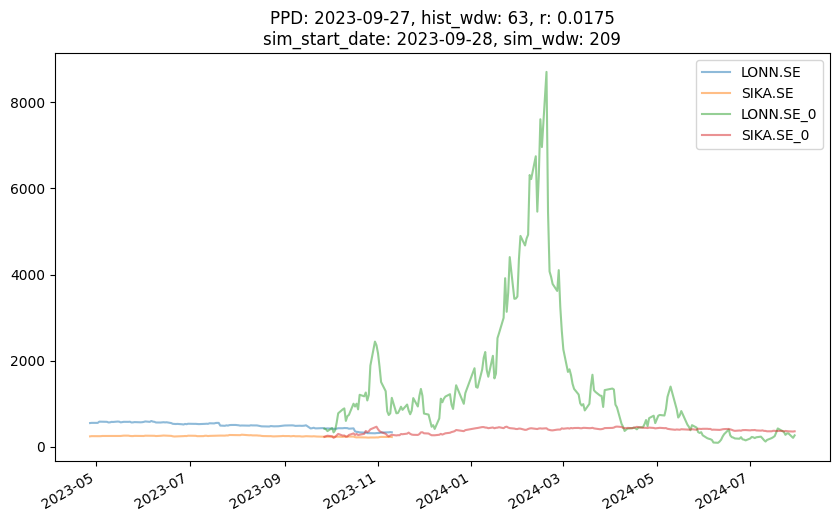 PPD: 2023-09-27, hist_wdw: 63, r: 0.0175
sim_start_date: 2023-09-28, sim_wdw: 209
LONN.SE
SIKA.SE
LONN.SE_0
SIKA.SE_0
8000
6000
4000
2000
0
2023-05
2023-07
2023-09
2023-11
2024-01
2024-03
2024-05
2024-07